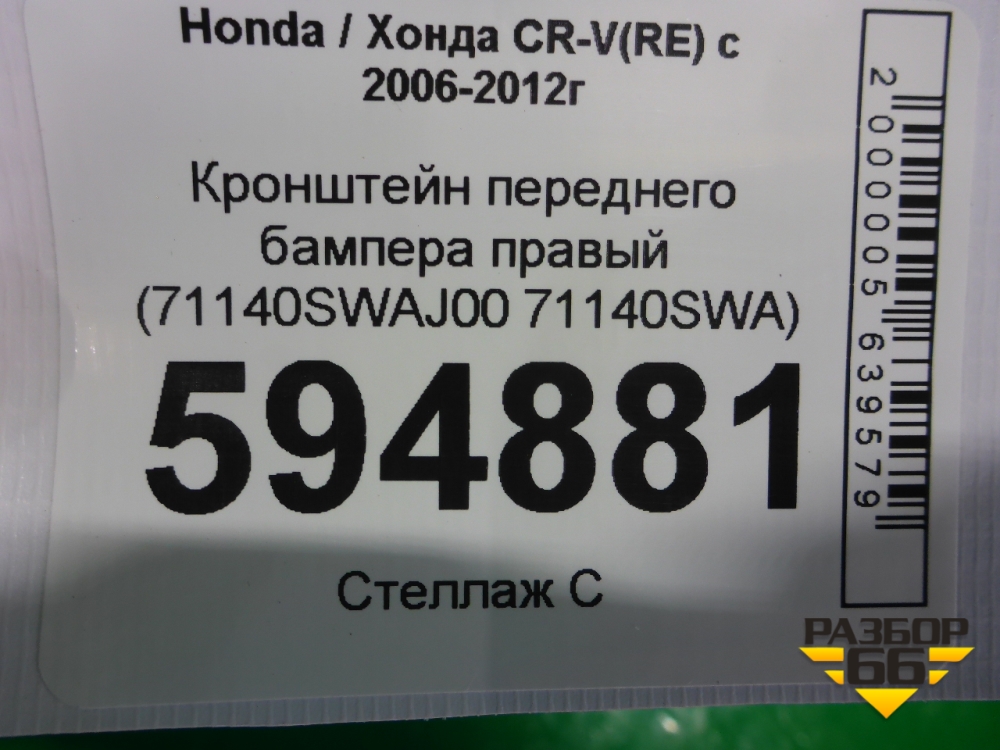 Honda / Хонда CR-V(RE) с
2006-2012г
Кронштейн переднего
бампера правый
(71140SWAJ00 71140SWA)
594881
Стеллаж С
2000005639579
РАЗБОР
66